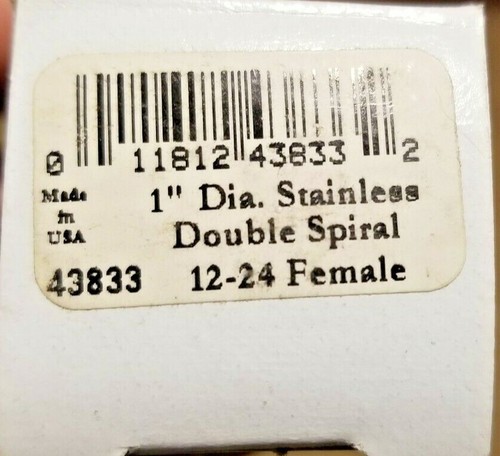 0 11812 43833 2
Made in USA
1" Dia. Stainless
Double Spiral
43833 12-24 Female